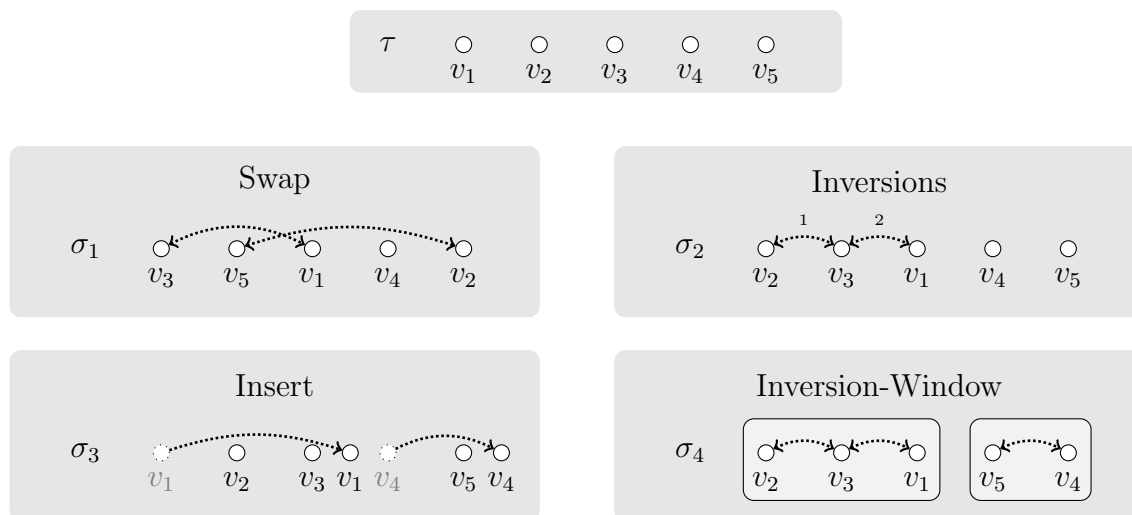 τ
v₁ v₂ v₃ v₄ v₅
Swap
σ₁
v₃ v₅ v₁ v₄ v₂
Inversions
1 2
σ₂
v₂ v₃ v₁ v₄ v₅
Insert
σ₃
v₁ v₂ v₃ v₁ v₄ v₅ v₄
Inversion-Window
σ₄
v₂ v₃ v₁ v₅ v₄